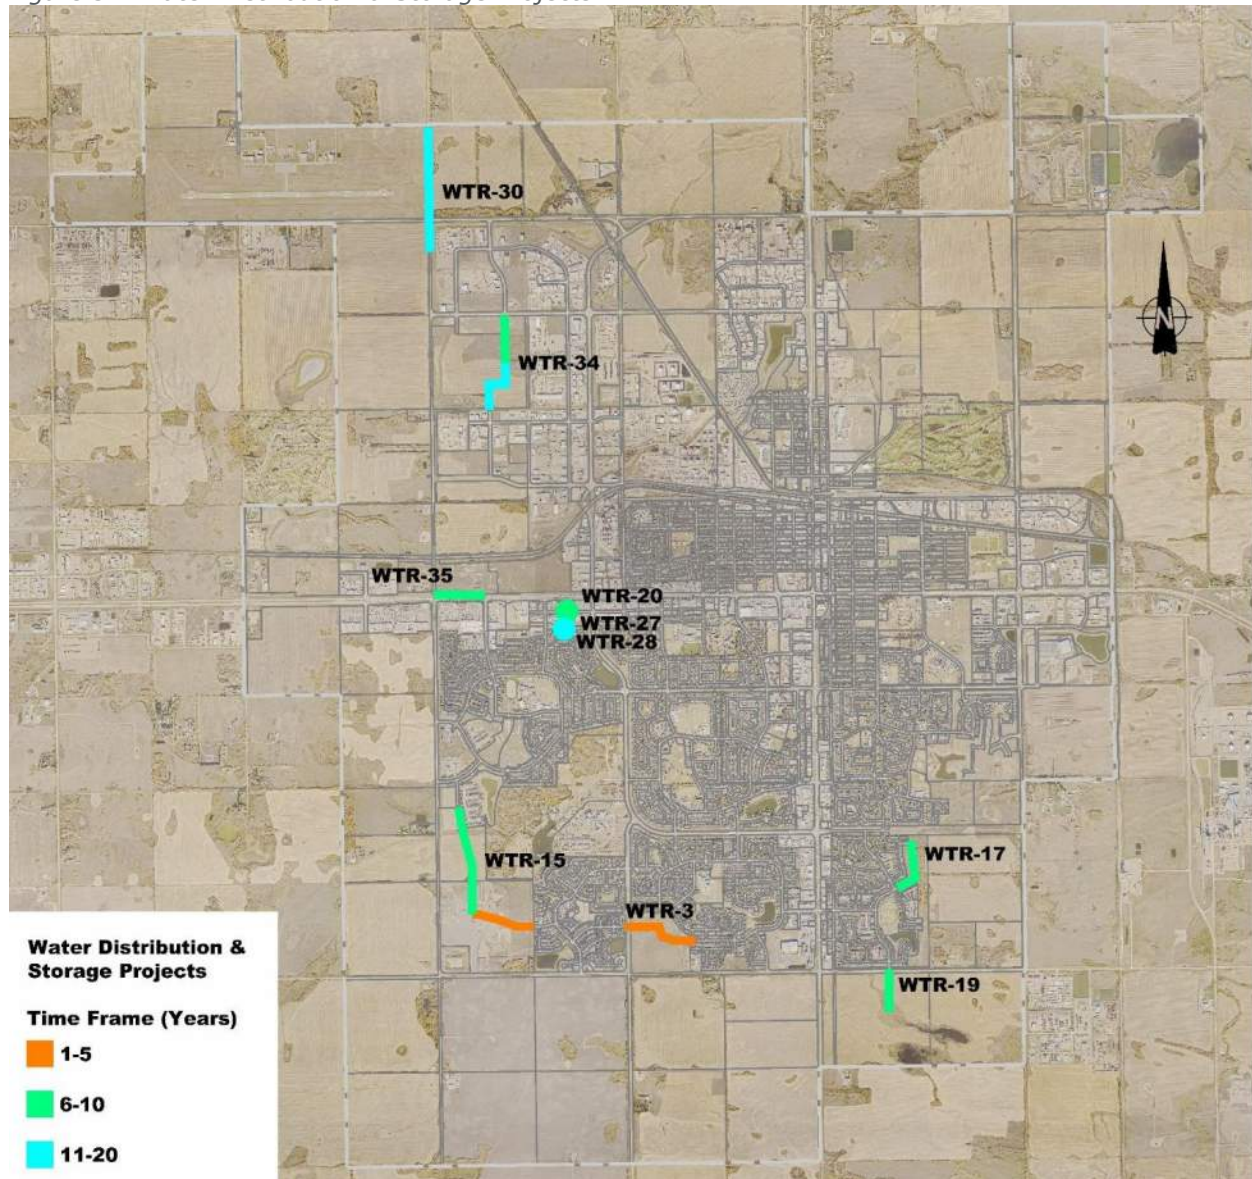 WTR-30
WTR-34
WTR-35
WTR-20
WTR-27
WTR-28
WTR-15
WTR-17
WTR-3
WTR-19
N
Water Distribution &
Storage Projects
Time Frame (Years)
1-5
6-10
11-20